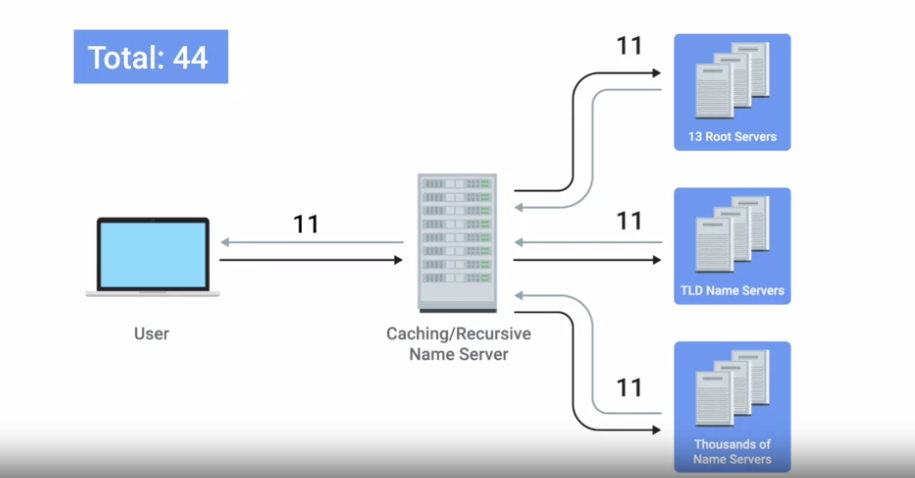 Total: 44
11
13 Root Servers
11
11
TLD Name Servers
User
Caching/Recursive
Name Server
11
Thousands of
Name Servers